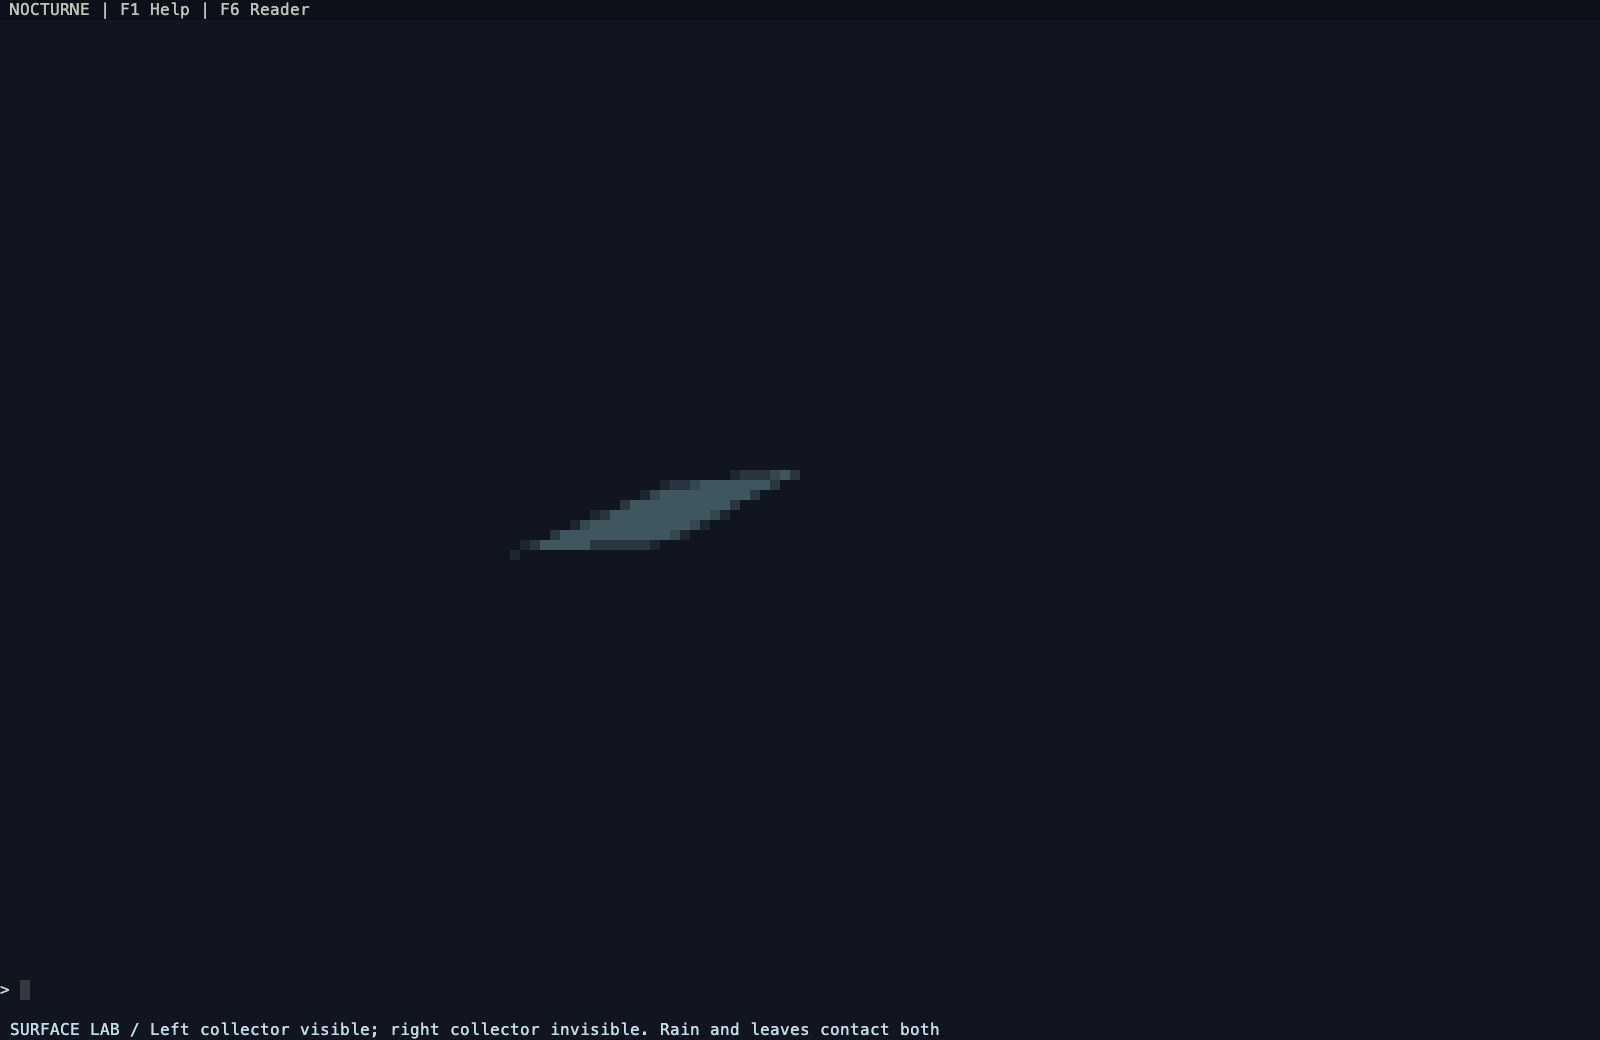 NOCTURNE | F1 Help | F6 Reader
>
SURFACE LAB / Left collector visible; right collector invisible. Rain and leaves contact both